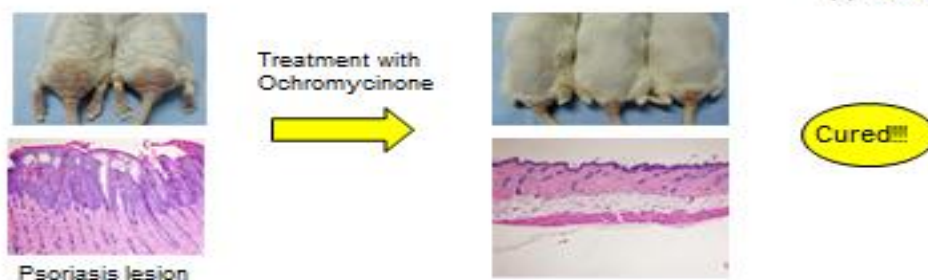 Treatment with
Ochromycinone
Cured!!!!
Psoriasis lesion